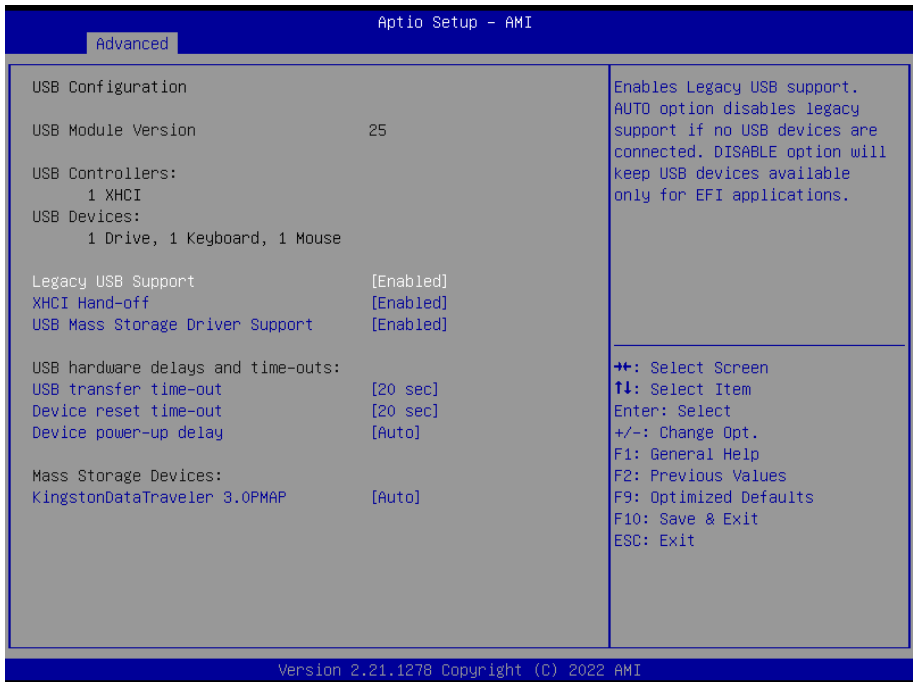 Aptio Setup – AMI
Advanced
USB Configuration
USB Module Version 25
USB Controllers:
1 XHCI
USB Devices:
1 Drive, 1 Keyboard, 1 Mouse
Legacy USB Support [Enabled]
XHCI Hand-off [Enabled]
USB Mass Storage Driver Support [Enabled]
USB hardware delays and time-outs:
USB transfer time-out [20 sec]
Device reset time-out [20 sec]
Device power-up delay [Auto]
Mass Storage Devices:
KingstonDataTraveler 3.0PMAP [Auto]
Enables Legacy USB support.
AUTO option disables legacy
support if no USB devices are
connected. DISABLE option will
keep USB devices available
only for EFI applications.
→←: Select Screen
↑↓: Select Item
Enter: Select
+/-: Change Opt.
F1: General Help
F2: Previous Values
F9: Optimized Defaults
F10: Save & Exit
ESC: Exit
Version 2.21.1278 Copyright (C) 2022 AMI